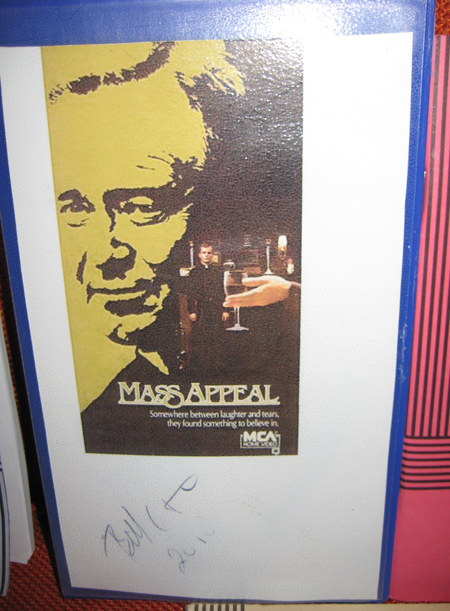 MASS APPEAL
Somewhere between laughter and tears,
they found something to believe in.
MCA
HOME VIDEO